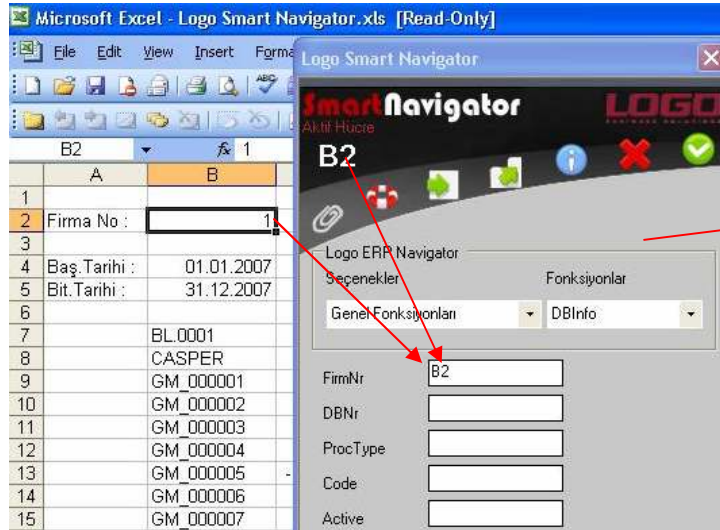 Microsoft Excel - Logo Smart Navigator.xls [Read-Only]
File Edit View Insert Forma
B2 fx 1
A B
1
2 Firma No : 1
3
4 Baş.Tarihi : 01.01.2007
5 Bit.Tarihi : 31.12.2007
6
7 BL.0001
8 CASPER
9 GM_000001
10 GM_000002
11 GM_000003
12 GM_000004
13 GM_000005 -
14 GM_000006
15 GM_000007
Logo Smart Navigator
SmartNavigator LOGO
Aktif Hücre
B2
Logo ERP Navigator
Seçenekler Fonksiyonlar
Genel Fonksiyonları DBInfo
FirmNr B2
DBNr
ProcType
Code
Active